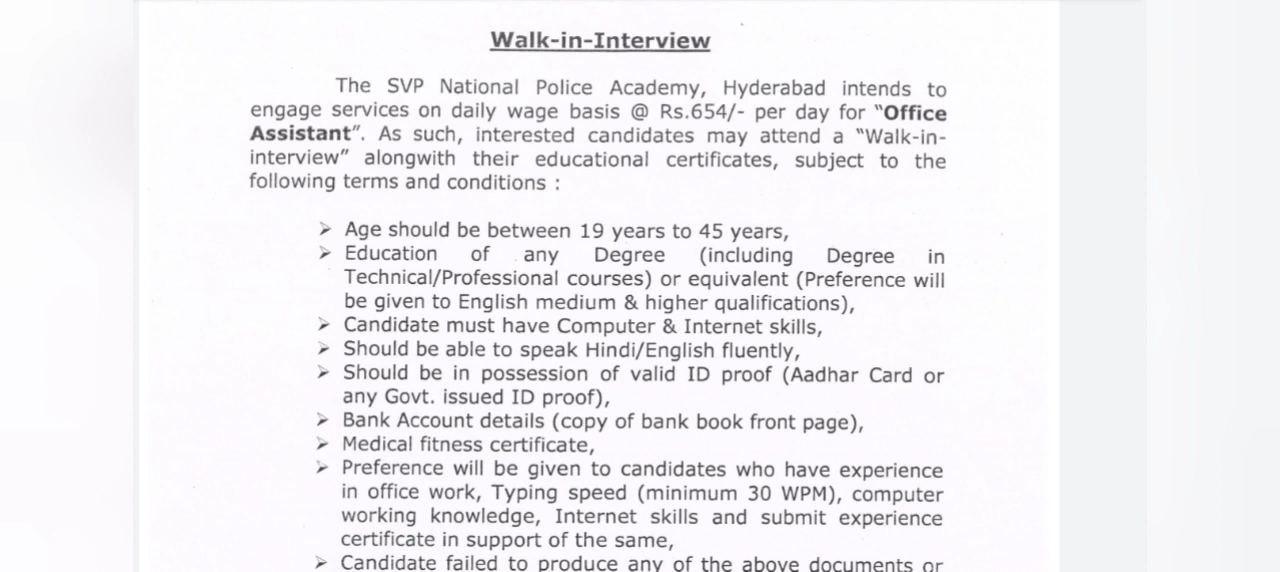 Walk-in-Interview
The SVP National Police Academy, Hyderabad intends to
engage services on daily wage basis @ Rs.654/- per day for "Office
Assistant". As such, interested candidates may attend a "Walk-in-
interview" alongwith their educational certificates, subject to the
following terms and conditions :
➢ Age should be between 19 years to 45 years,
➢ Education of any Degree (including Degree in
Technical/Professional courses) or equivalent (Preference will
be given to English medium & higher qualifications),
➢ Candidate must have Computer & Internet skills,
➢ Should be able to speak Hindi/English fluently,
➢ Should be in possession of valid ID proof (Aadhar Card or
any Govt. issued ID proof),
➢ Bank Account details (copy of bank book front page),
➢ Medical fitness certificate,
➢ Preference will be given to candidates who have experience
in office work, Typing speed (minimum 30 WPM), computer
working knowledge, Internet skills and submit experience
certificate in support of the same,
➢ Candidate failed to produce any of the above documents or